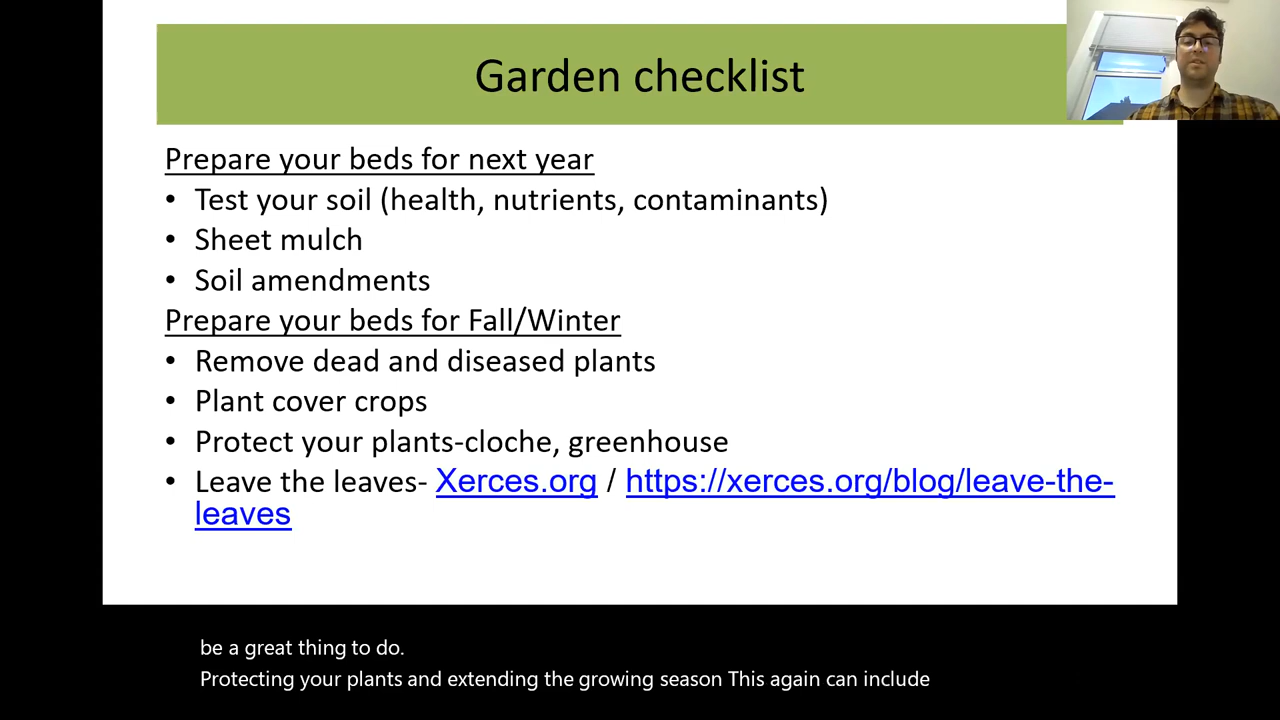 Garden checklist
Prepare your beds for next year
• Test your soil (health, nutrients, contaminants)
• Sheet mulch
• Soil amendments
Prepare your beds for Fall/Winter
• Remove dead and diseased plants
• Plant cover crops
• Protect your plants-cloche, greenhouse
• Leave the leaves- Xerces.org / https://xerces.org/blog/leave-the-
leaves
be a great thing to do.
Protecting your plants and extending the growing season This again can include